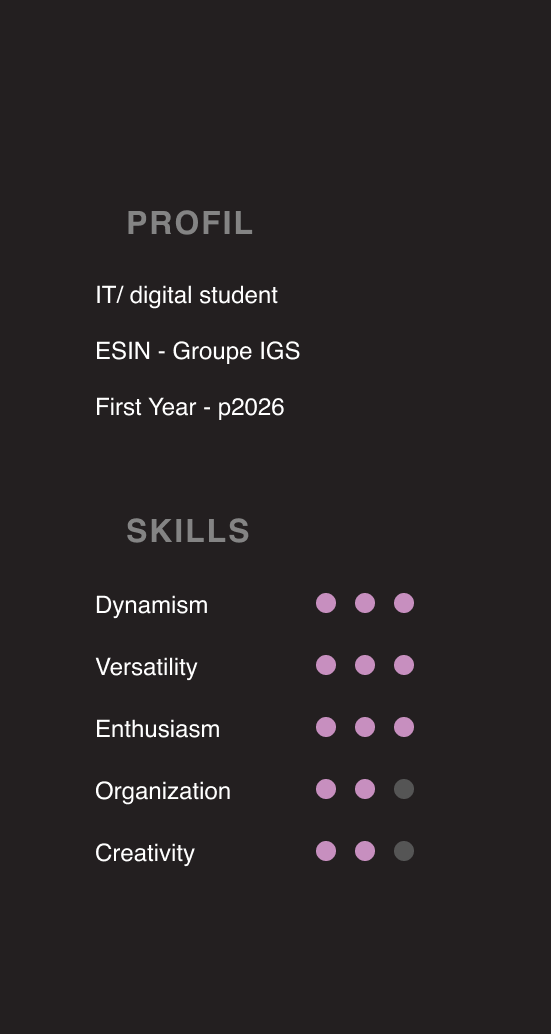 PROFIL
IT/ digital student
ESIN - Groupe IGS
First Year - p2026
SKILLS
Dynamism
Versatility
Enthusiasm
Organization
Creativity